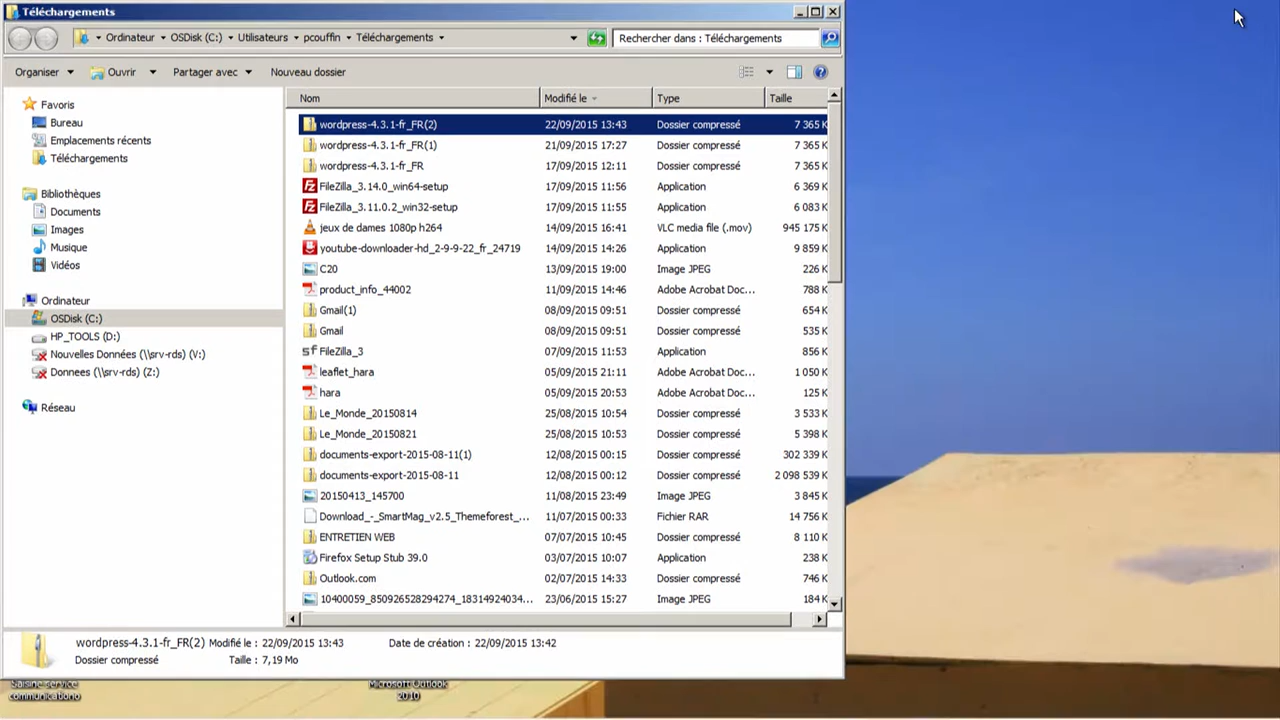 Téléchargements
Ordinateur OSDisk (C:) Utilisateurs pcouffin Téléchargements Rechercher dans : Téléchargements
Organiser Ouvrir Partager avec Nouveau dossier
Nom Modifié le Type Taille
Favoris
Bureau
Emplacements récents
Téléchargements
Bibliothèques
Documents
Images
Musique
Vidéos
Ordinateur
OSDisk (C:)
HP_TOOLS (D:)
Nouvelles Données (\\srv-rds) (V:)
Donnees (\\srv-rds) (Z:)
Réseau
wordpress-4.3.1-fr_FR(2) 22/09/2015 13:43 Dossier compressé 7 365 K
wordpress-4.3.1-fr_FR(1) 21/09/2015 17:27 Dossier compressé 7 365 K
wordpress-4.3.1-fr_FR 17/09/2015 12:11 Dossier compressé 7 365 K
FileZilla_3.14.0_win64-setup 17/09/2015 11:56 Application 6 369 K
FileZilla_3.11.0.2_win32-setup 17/09/2015 11:55 Application 6 083 K
jeux de dames 1080p h264 14/09/2015 16:41 VLC media file (.mov) 945 175 K
youtube-downloader-hd_2-9-9-22_fr_24719 14/09/2015 14:26 Application 9 859 K
C20 13/09/2015 19:00 Image JPEG 226 K
product_info_44002 11/09/2015 14:46 Adobe Acrobat Doc... 788 K
Gmail(1) 08/09/2015 09:51 Dossier compressé 654 K
Gmail 08/09/2015 09:51 Dossier compressé 535 K
FileZilla_3 07/09/2015 11:53 Application 856 K
leaflet_hara 05/09/2015 21:11 Adobe Acrobat Doc... 1 050 K
hara 05/09/2015 20:53 Adobe Acrobat Doc... 125 K
Le_Monde_20150814 25/08/2015 10:54 Dossier compressé 3 533 K
Le_Monde_20150821 25/08/2015 10:53 Dossier compressé 5 398 K
documents-export-2015-08-11(1) 12/08/2015 00:15 Dossier compressé 302 339 K
documents-export-2015-08-11 12/08/2015 00:12 Dossier compressé 2 098 539 K
20150413_145700 11/08/2015 23:49 Image JPEG 3 845 K
Download_-_SmartMag_v2.5_Themeforest_... 11/07/2015 00:33 Fichier RAR 14 756 K
ENTRETIEN WEB 07/07/2015 10:45 Dossier compressé 8 110 K
Firefox Setup Stub 39.0 03/07/2015 10:07 Application 238 K
Outlook.com 02/07/2015 14:33 Dossier compressé 746 K
10400059_850926528294274_18314924034... 23/06/2015 15:27 Image JPEG 184 K
wordpress-4.3.1-fr_FR(2) Modifié le : 22/09/2015 13:43 Date de création : 22/09/2015 13:42
Dossier compressé Taille : 7,19 Mo
Saisine service
communicationo
Microsoft Outlook
2010